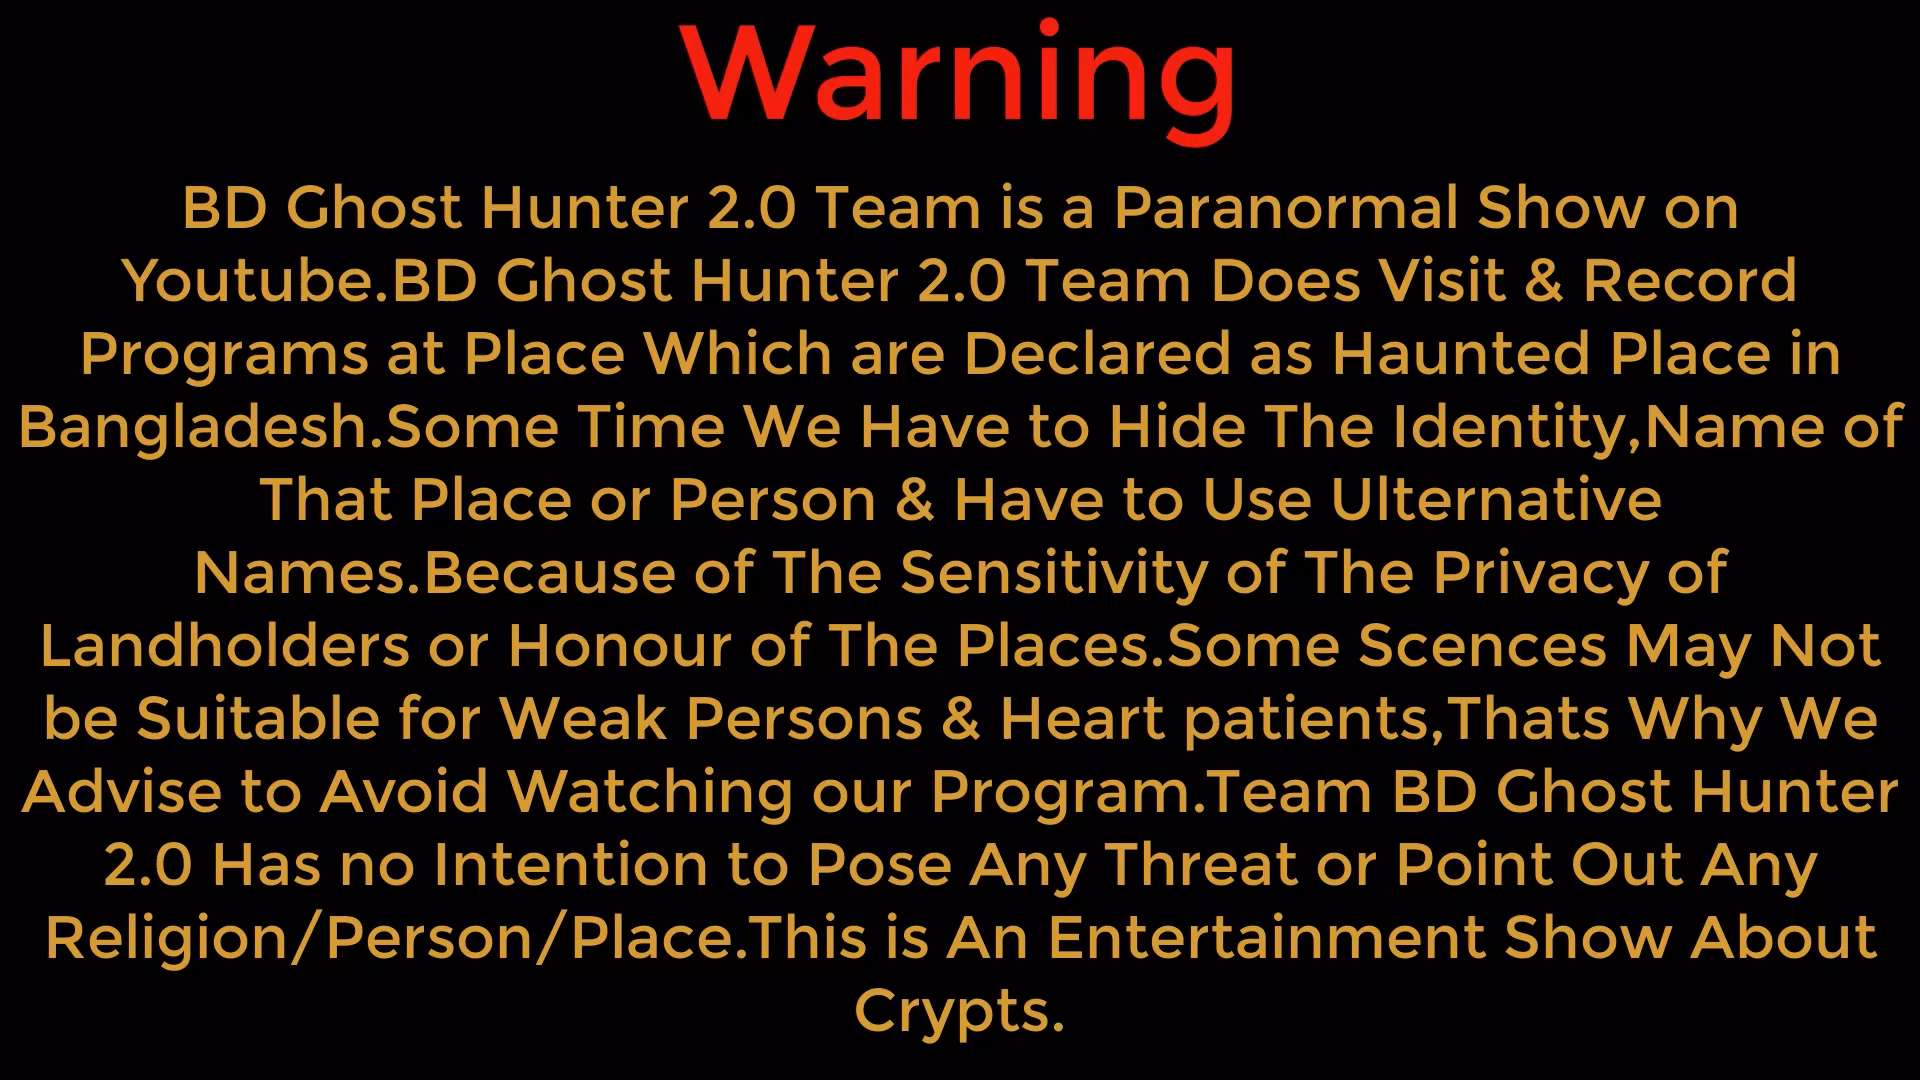 Warning
BD Ghost Hunter 2.0 Team is a Paranormal Show on
Youtube.BD Ghost Hunter 2.0 Team Does Visit & Record
Programs at Place Which are Declared as Haunted Place in
Bangladesh.Some Time We Have to Hide The Identity,Name of
That Place or Person & Have to Use Ulternative
Names.Because of The Sensitivity of The Privacy of
Landholders or Honour of The Places.Some Scences May Not
be Suitable for Weak Persons & Heart patients,Thats Why We
Advise to Avoid Watching our Program.Team BD Ghost Hunter
2.0 Has no Intention to Pose Any Threat or Point Out Any
Religion/Person/Place.This is An Entertainment Show About
Crypts.